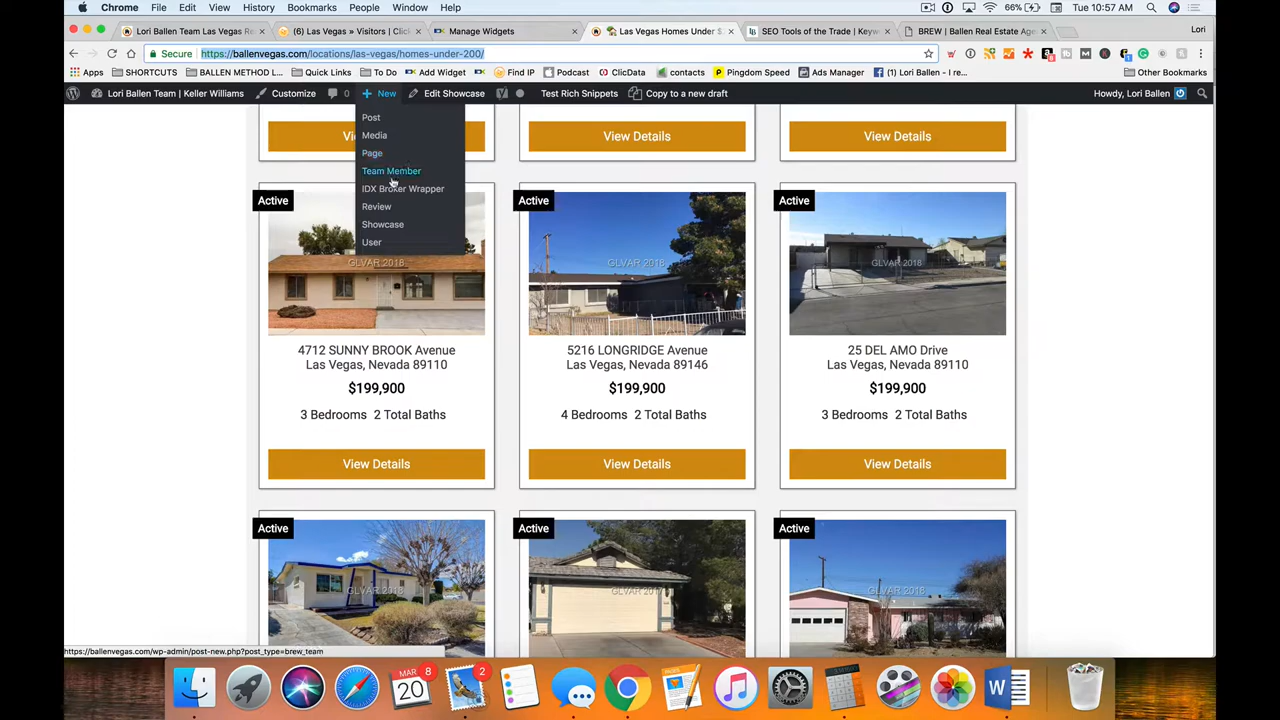 Chrome File Edit View History Bookmarks People Window Help 66% Tue 10:57 AM
Lori Ballen Team Las Vegas Re (6) Las Vegas » Visitors | Click Manage Widgets Las Vegas Homes Under $ SEO Tools of the Trade | Keyw BREW | Ballen Real Estate Age Lori
Secure https://ballenvegas.com/locations/las-vegas/homes-under-200/
Apps SHORTCUTS BALLEN METHOD L Quick Links To Do Add Widget Find IP Podcast ClicData contacts Pingdom Speed Ads Manager (1) Lori Ballen - I re... Other Bookmarks
Lori Ballen Team | Keller Williams Customize 0 New Edit Showcase Test Rich Snippets Copy to a new draft Howdy, Lori Ballen
Post
Media
Page
Team Member
IDX Broker Wrapper
Review
Showcase
User
Vi View Details View Details
Active Active Active
GLVAR 2018 GLVAR 2018 GLVAR 2018
4712 SUNNY BROOK Avenue
Las Vegas, Nevada 89110
$199,900
3 Bedrooms 2 Total Baths
View Details
5216 LONGRIDGE Avenue
Las Vegas, Nevada 89146
$199,900
4 Bedrooms 2 Total Baths
View Details
25 DEL AMO Drive
Las Vegas, Nevada 89110
$199,900
3 Bedrooms 2 Total Baths
View Details
Active Active Active
GLVAR 2018 GLVAR 2017 GLVAR 2018
https://ballenvegas.com/wp-admin/post-new.php?post_type=brew_team
MAR 20 8 2
W